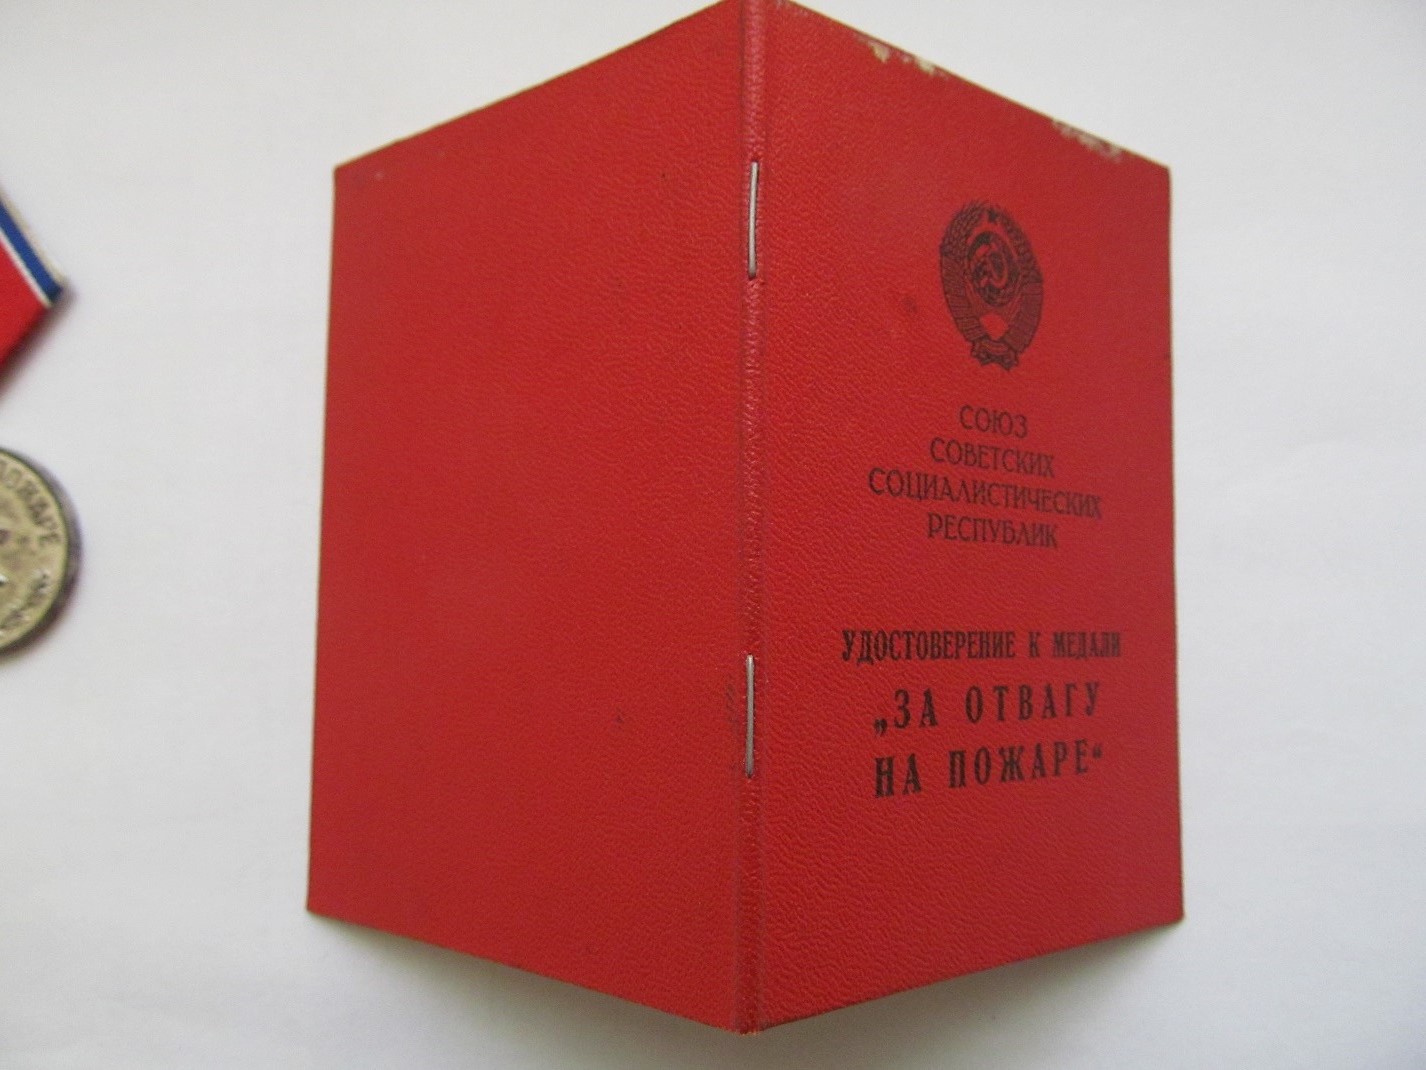 СОЮЗ
СОВЕТСКИХ
СОЦИАЛИСТИЧЕСКИХ
РЕСПУБЛИК
УДОСТОВЕРЕНИЕ К МЕДАЛИ
„ЗА ОТВАГУ
НА ПОЖАРЕ“